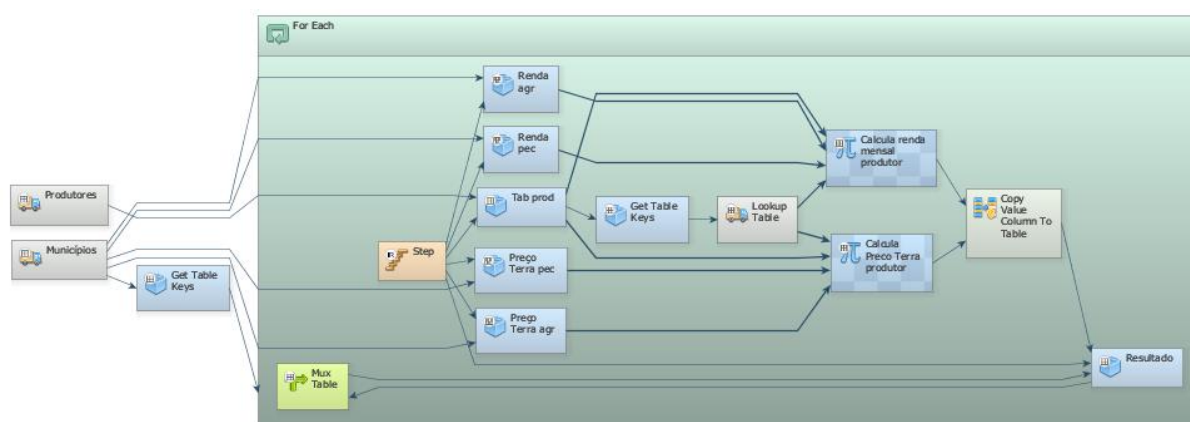 For Each
Renda
agr
Renda
pec
Calcula renda
mensal
produtor
Produtores
Tab prod
Get Table
Keys
Lookup
Table
Copy
Value
Column To
Table
Municípios
Step
Calcula
Preco Terra
produtor
Get Table
Keys
Preço
Terra pec
Preço
Terra agr
Mux
Table
Resultado